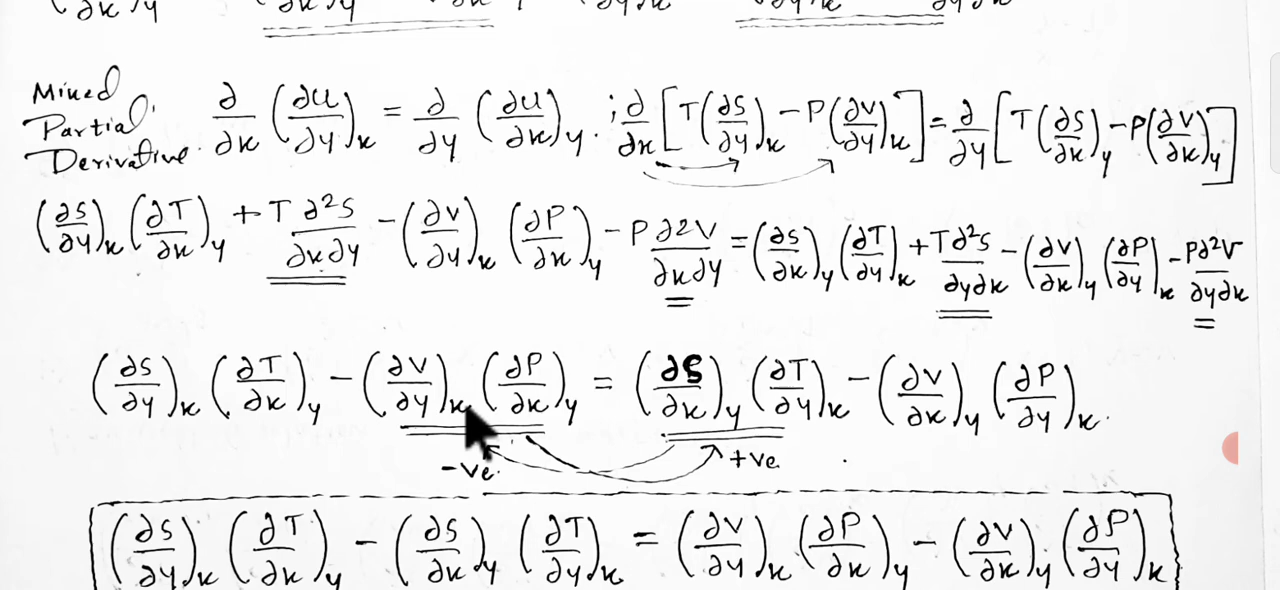 Mixed Partial Derivative. ∂/∂x (∂U/∂y)x = ∂/∂y (∂U/∂x)y. ; ∂/∂x [T(∂S/∂y)x − P(∂V/∂y)x] = ∂/∂y [T(∂S/∂x)y − P(∂V/∂x)y]
(∂S/∂y)x (∂T/∂x)y + T ∂²S/∂x∂y − (∂V/∂y)x (∂P/∂x)y − P ∂2V/∂x∂y = (∂S/∂x)y (∂T/∂y)x + T∂²S/∂y∂x − (∂V/∂x)y (∂P/∂y)x − P∂²V/∂y∂x
(∂S/∂y)x (∂T/∂x)y − (∂V/∂y)x (∂P/∂x)y = (∂S/∂x)y (∂T/∂y)x − (∂V/∂x)y (∂P/∂y)x.
−ve. +ve
(∂S/∂y)x (∂T/∂x)y − (∂S/∂x)y (∂T/∂y)x = (∂V/∂y)x (∂P/∂x)y − (∂V/∂x)y (∂P/∂y)x